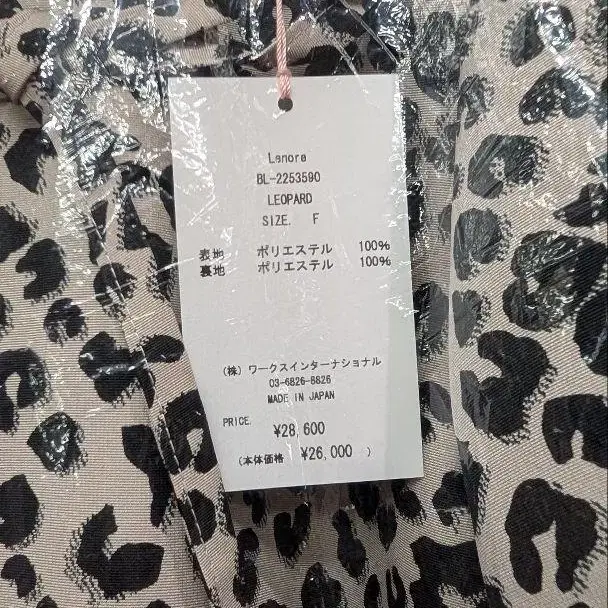 Lenore
BL-2253590
LEOPARD
SIZE. F
表地 ポリエステル 100%
裏地 ポリエステル 100%
(株) ワークスインターナショナル
03-6826-8826
MADE IN JAPAN
PRICE. ¥28,600
(本体価格 ¥26,000 )